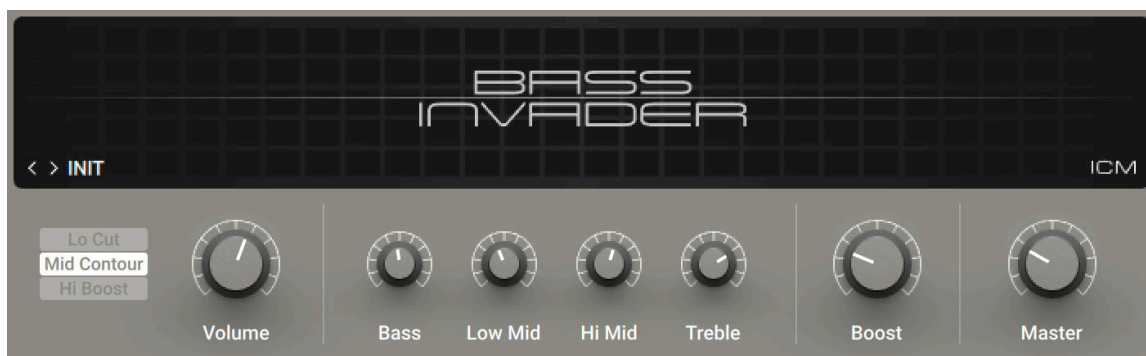 BASS
INVADER
< > INIT
ICM
Lo Cut
Mid Contour
Hi Boost
Volume
Bass
Low Mid
Hi Mid
Treble
Boost
Master